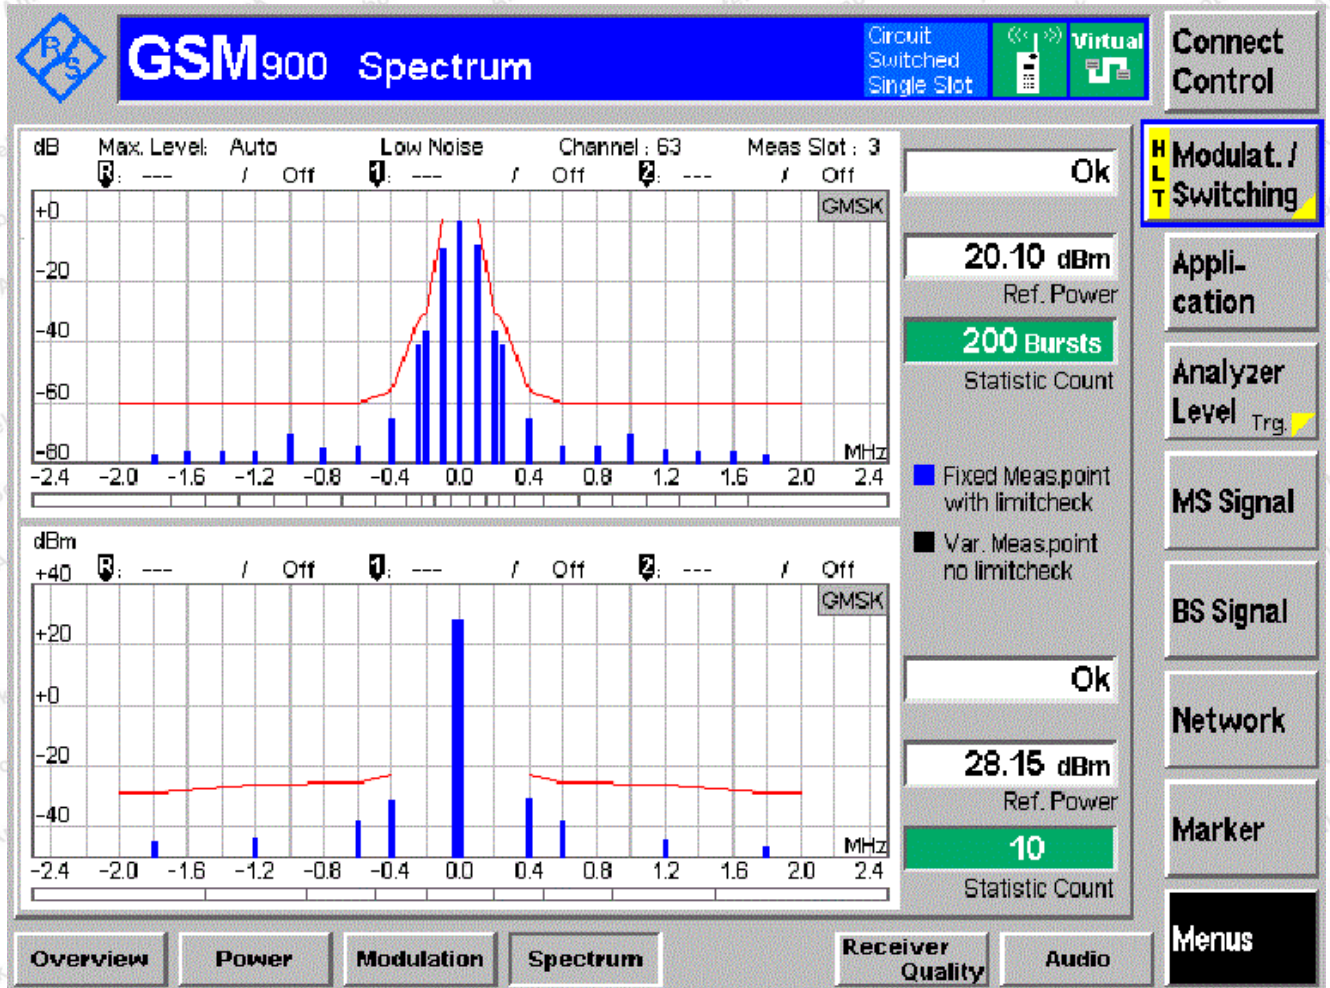 R/S
GSM900 Spectrum
Circuit
Switched
Single Slot
Virtual
Connect
Control
dB Max. Level: Auto Low Noise Channel : 63 Meas Slot : 3
R: --- / Off 1: --- / Off 2: --- / Off
GMSK
+0
-20
-40
-60
-80
MHz
-2.4 -2.0 -1.6 -1.2 -0.8 -0.4 0.0 0.4 0.8 1.2 1.6 2.0 2.4
Ok
20.10 dBm
Ref. Power
200 Bursts
Statistic Count
Fixed Meas.point
with limitcheck
Var. Meas.point
no limitcheck
dBm
+40 R: --- / Off 1: --- / Off 2: --- / Off
GMSK
+20
+0
-20
-40
MHz
-2.4 -2.0 -1.6 -1.2 -0.8 -0.4 0.0 0.4 0.8 1.2 1.6 2.0 2.4
Ok
28.15 dBm
Ref. Power
10
Statistic Count
HLT
Modulat. /
Switching
Appli-
cation
Analyzer
Level Trg.
MS Signal
BS Signal
Network
Marker
Menus
Overview Power Modulation Spectrum
Receiver
Quality
Audio